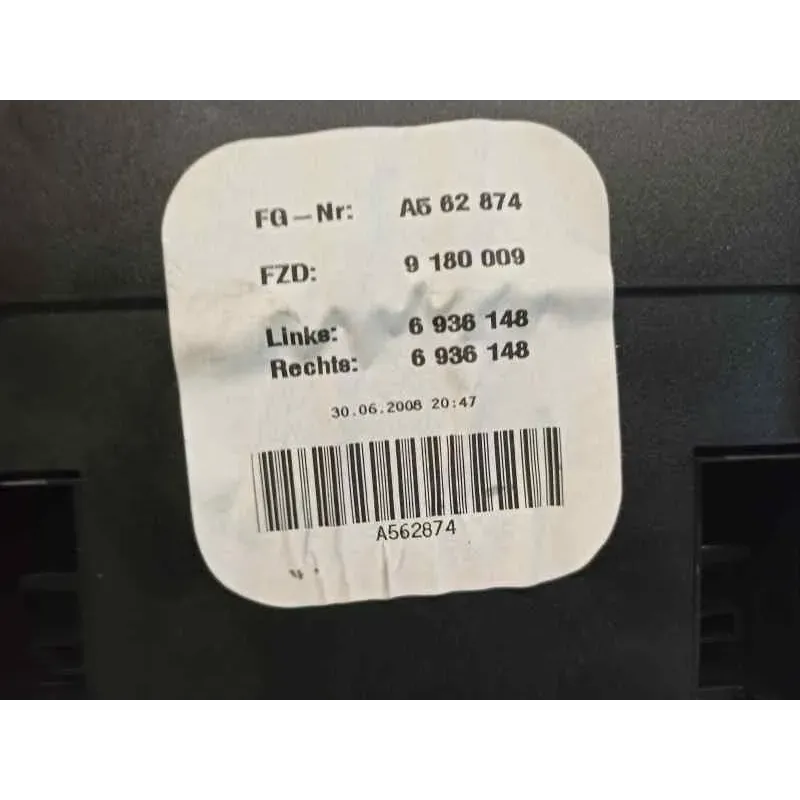 FG-Nr: A5 62 874
FZD: 9 180 009
Links: 6 936 148
Rechts: 6 936 148
30.06.2008 20:47
A562874